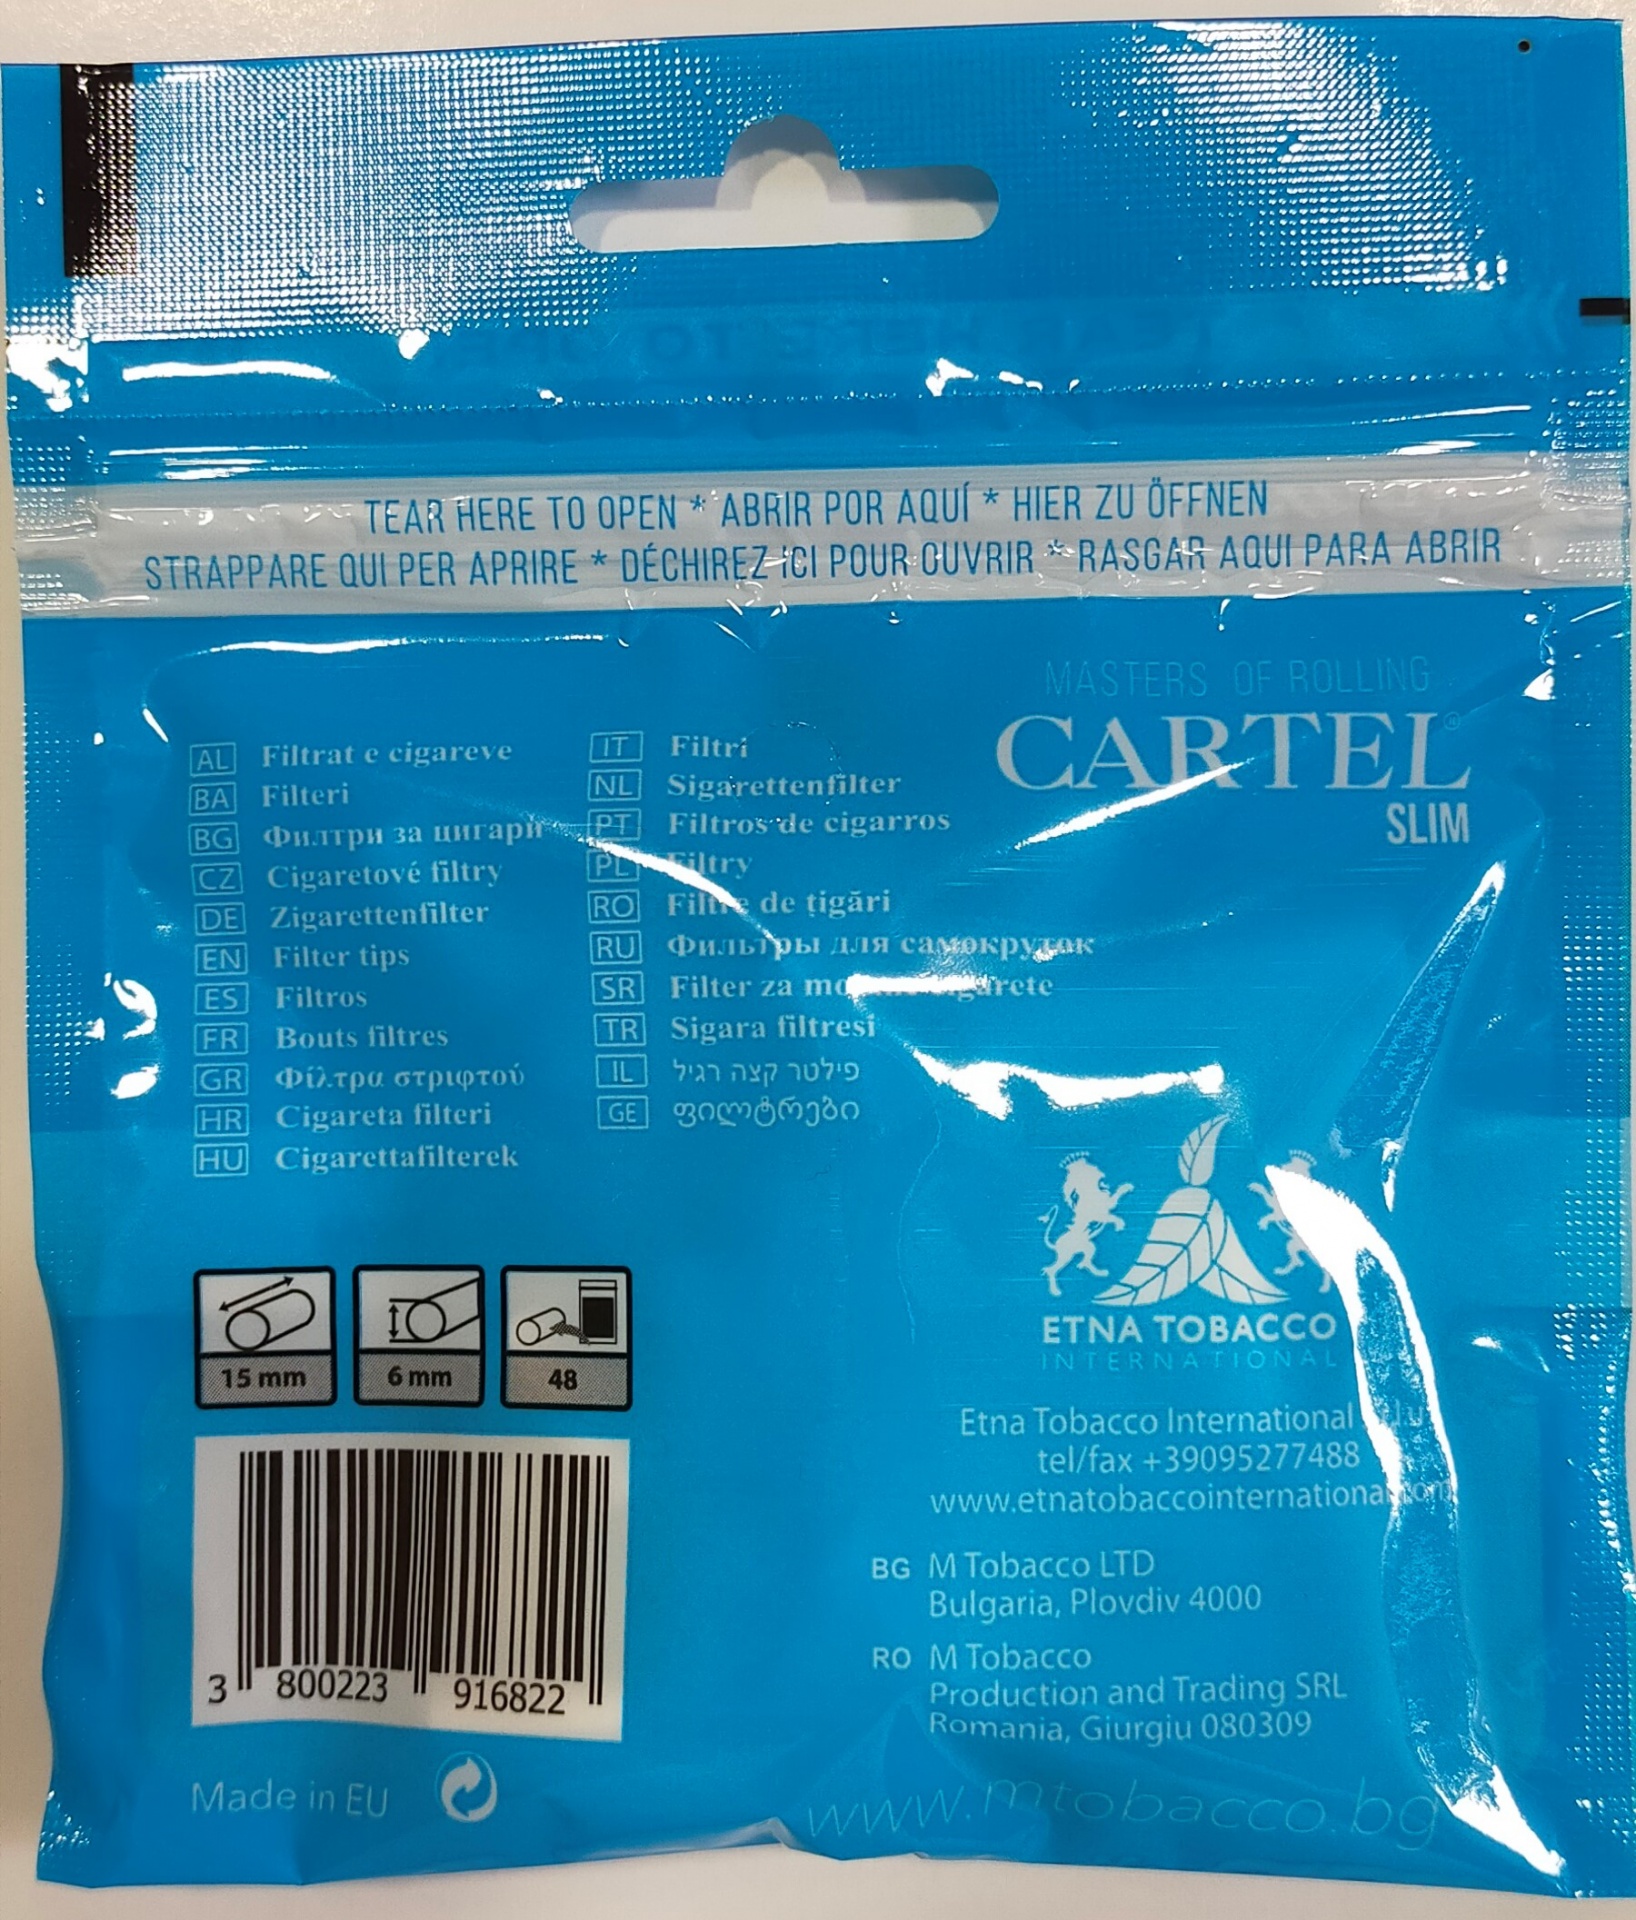 TEAR HERE TO OPEN * ABRIR POR AQUÍ * HIER ZU ÖFFNEN
STRAPPARE QUI PER APRIRE * DÉCHIREZ ICI POUR OUVRIR * RASGAR AQUI PARA ABRIR
MASTERS OF ROLLING
CARTEL
SLIM
AL Filtrat e cigareve
BA Filteri
BG Филтри за цигари
CZ Cigaretové filtry
DE Zigarettenfilter
EN Filter tips
ES Filtros
FR Bouts filtres
GR Φίλτρα στριφτού
HR Cigareta filteri
HU Cigarettafilterek
IT Filtri
NL Sigarettenfilter
PT Filtros de cigarros
PL Filtry
RO Filtre de țigări
RU Фильтры для самокруток
SR Filter za
TR Sigara filtresi
IL פילטר קצה רגיל
GE ფილტრები
15 mm 6 mm 48
3 800223 916822
Made in EU
ETNA TOBACCO
INTERNATIONAL
Etna Tobacco International
tel/fax +39095277488
www.etnatobaccointernational.com
BG M Tobacco LTD
Bulgaria, Plovdiv 4000
RO M Tobacco
Production and Trading SRL
Romania, Giurgiu 080309
www.mtobacco.bg